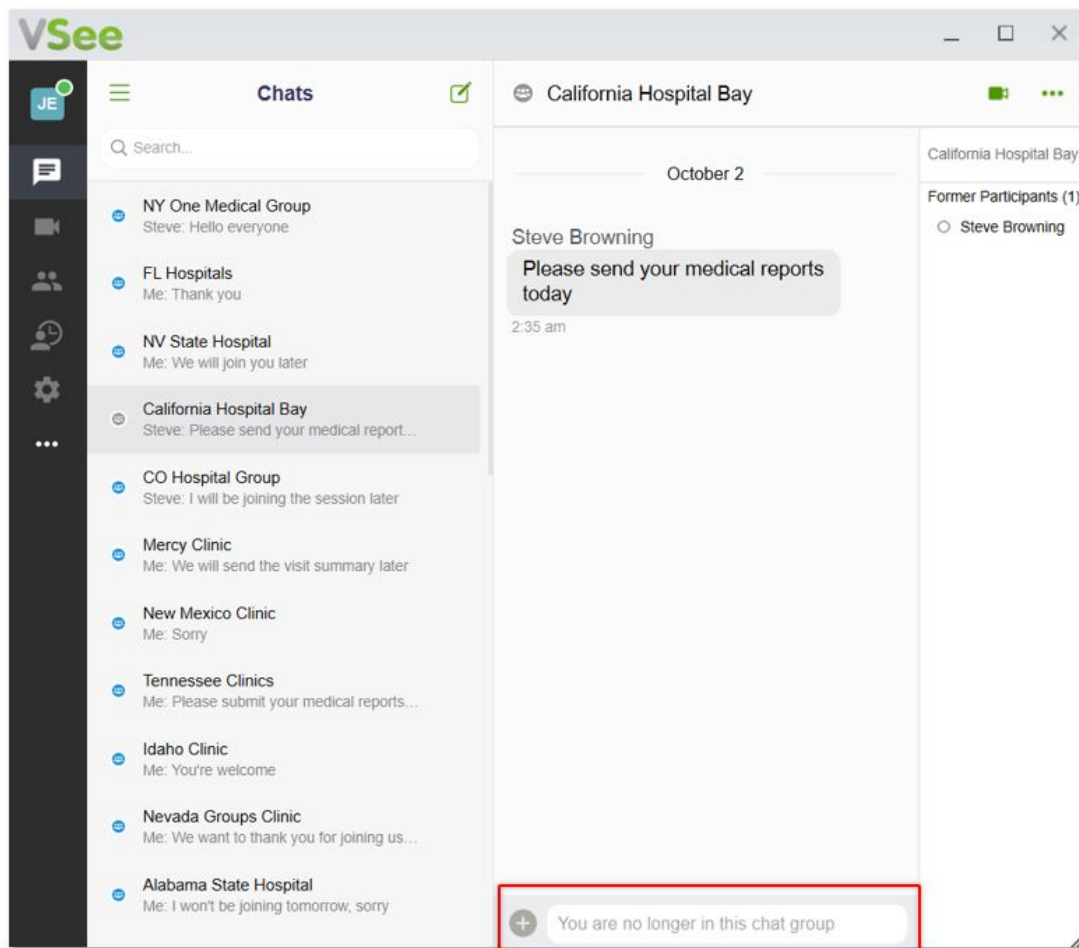 VSee
JE
Chats
Search...
NY One Medical Group
Steve: Hello everyone
FL Hospitals
Me: Thank you
NV State Hospital
Me: We will join you later
California Hospital Bay
Steve: Please send your medical report...
CO Hospital Group
Steve: I will be joining the session later
Mercy Clinic
Me: We will send the visit summary later
New Mexico Clinic
Me: Sorry
Tennessee Clinics
Me: Please submit your medical reports...
Idaho Clinic
Me: You're welcome
Nevada Groups Clinic
Me: We want to thank you for joining us...
Alabama State Hospital
Me: I won't be joining tomorrow, sorry
California Hospital Bay
October 2
Steve Browning
Please send your medical reports
today
2:35 am
You are no longer in this chat group
California Hospital Bay
Former Participants (1)
Steve Browning